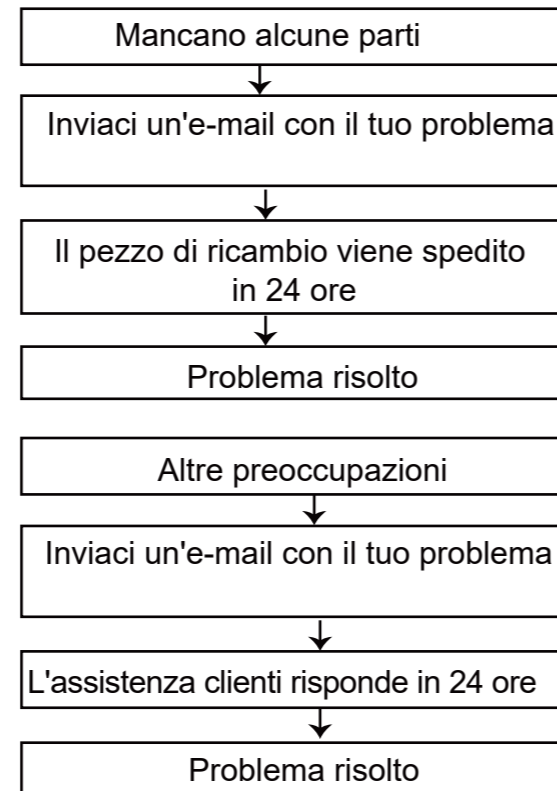 Mancano alcune parti
Inviaci un'e-mail con il tuo problema
Il pezzo di ricambio viene spedito
in 24 ore
Problema risolto
Altre preoccupazioni
Inviaci un'e-mail con il tuo problema
L'assistenza clienti risponde in 24 ore
Problema risolto